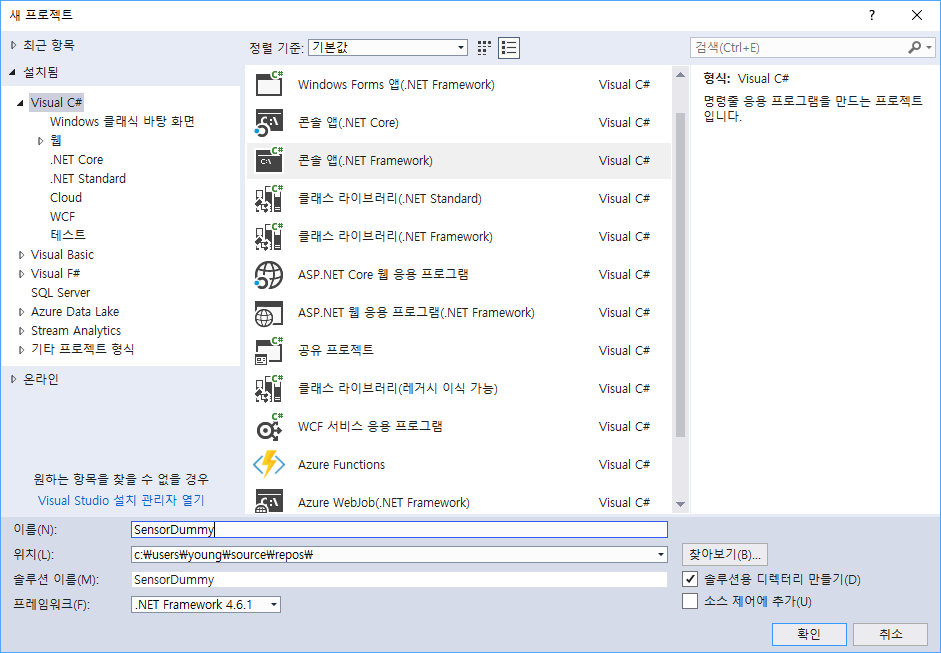 새 프로젝트
최근 항목
설치됨
Visual C#
Windows 클래식 바탕 화면
웹
.NET Core
.NET Standard
Cloud
WCF
테스트
Visual Basic
Visual F#
SQL Server
Azure Data Lake
Stream Analytics
기타 프로젝트 형식
온라인
원하는 항목을 찾을 수 없을 경우
Visual Studio 설치 관리자 열기
정렬 기준: 기본값
Windows Forms 앱(.NET Framework) Visual C#
콘솔 앱(.NET Core) Visual C#
콘솔 앱(.NET Framework) Visual C#
클래스 라이브러리(.NET Standard) Visual C#
클래스 라이브러리(.NET Framework) Visual C#
ASP.NET Core 웹 응용 프로그램 Visual C#
ASP.NET 웹 응용 프로그램(.NET Framework) Visual C#
공유 프로젝트 Visual C#
클래스 라이브러리(레거시 이식 가능) Visual C#
WCF 서비스 응용 프로그램 Visual C#
Azure Functions Visual C#
Azure WebJob(.NET Framework) Visual C#
검색(Ctrl+E)
형식: Visual C#
명령줄 응용 프로그램을 만드는 프로젝트
입니다.
이름(N): SensorDummy
위치(L): c:₩users₩young₩source₩repos₩
찾아보기(B)...
솔루션 이름(M): SensorDummy
솔루션용 디렉터리 만들기(D)
프레임워크(F): .NET Framework 4.6.1
소스 제어에 추가(U)
확인
취소